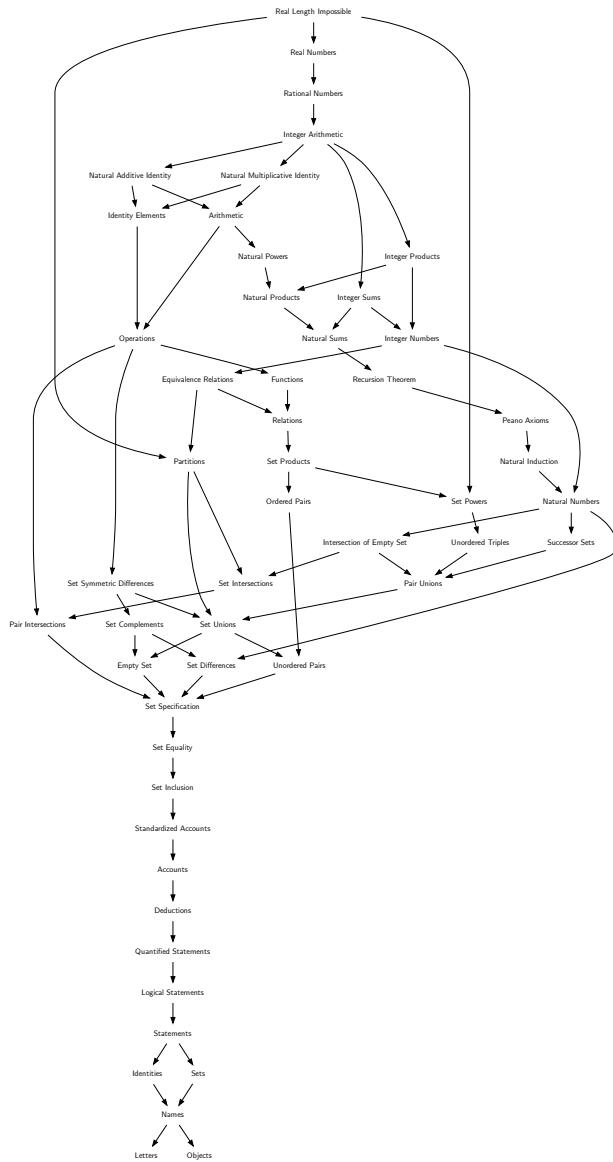 Real Length Impossible
Real Numbers
Rational Numbers
Integer Arithmetic
Natural Additive Identity
Natural Multiplicative Identity
Identity Elements
Arithmetic
Natural Powers
Integer Products
Natural Products
Integer Sums
Operations
Natural Sums
Integer Numbers
Equivalence Relations
Functions
Recursion Theorem
Relations
Peano Axioms
Partitions
Set Products
Natural Induction
Ordered Pairs
Set Powers
Natural Numbers
Intersection of Empty Set
Unordered Triples
Successor Sets
Set Symmetric Differences
Set Intersections
Pair Unions
Pair Intersections
Set Complements
Set Unions
Empty Set
Set Differences
Unordered Pairs
Set Specification
Set Equality
Set Inclusion
Standardized Accounts
Accounts
Deductions
Quantified Statements
Logical Statements
Statements
Identities
Sets
Names
Letters
Objects